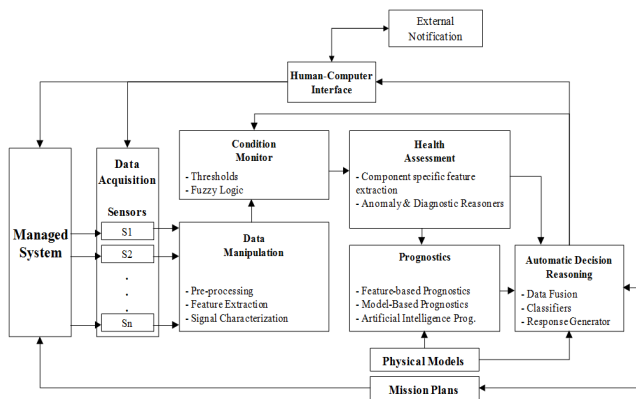 External
Notification
Human-Computer
Interface
Condition
Monitor
- Thresholds
- Fuzzy Logic
Health
Assessment
- Component specific feature
extraction
- Anomaly & Diagnostic Reasoners
Data
Acquisition
Sensors
S1
S2
.
.
.
Sn
Managed
System
Data
Manipulation
- Pre-processing
- Feature Extraction
- Signal Characterization
Prognostics
- Feature-based Prognostics
- Model-Based Prognostics
- Artificial Intelligence Prog.
Automatic Decision
Reasoning
- Data Fusion
- Classifiers
- Response Generator
Physical Models
Mission Plans